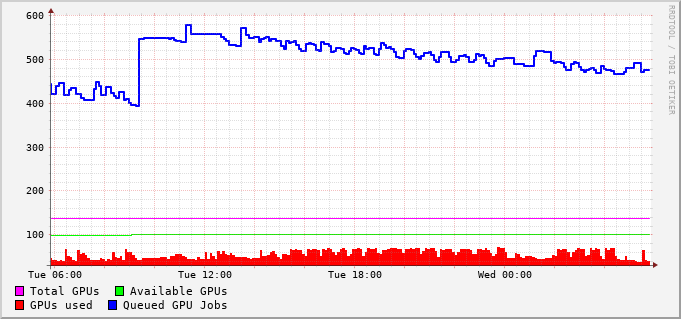 600
500
400
300
200
100
Tue 06:00 Tue 12:00 Tue 18:00 Wed 00:00
Total GPUs Available GPUs
GPUs used Queued GPU Jobs
RRDTOOL / TOBI OETIKER